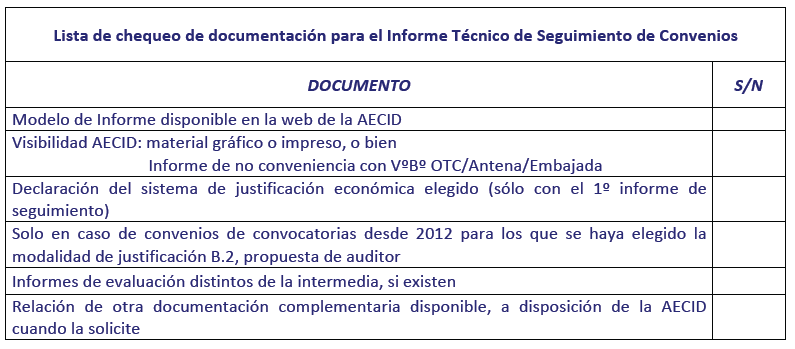 Lista de chequeo de documentación para el Informe Técnico de Seguimiento de Convenios
DOCUMENTO S/N
Modelo de Informe disponible en la web de la AECID
Visibilidad AECID: material gráfico o impreso, o bien
Informe de no conveniencia con VºBº OTC/Antena/Embajada
Declaración del sistema de justificación económica elegido (sólo con el 1º informe de
seguimiento)
Solo en caso de convenios de convocatorias desde 2012 para los que se haya elegido la
modalidad de justificación B.2, propuesta de auditor
Informes de evaluación distintos de la intermedia, si existen
Relación de otra documentación complementaria disponible, a disposición de la AECID
cuando la solicite